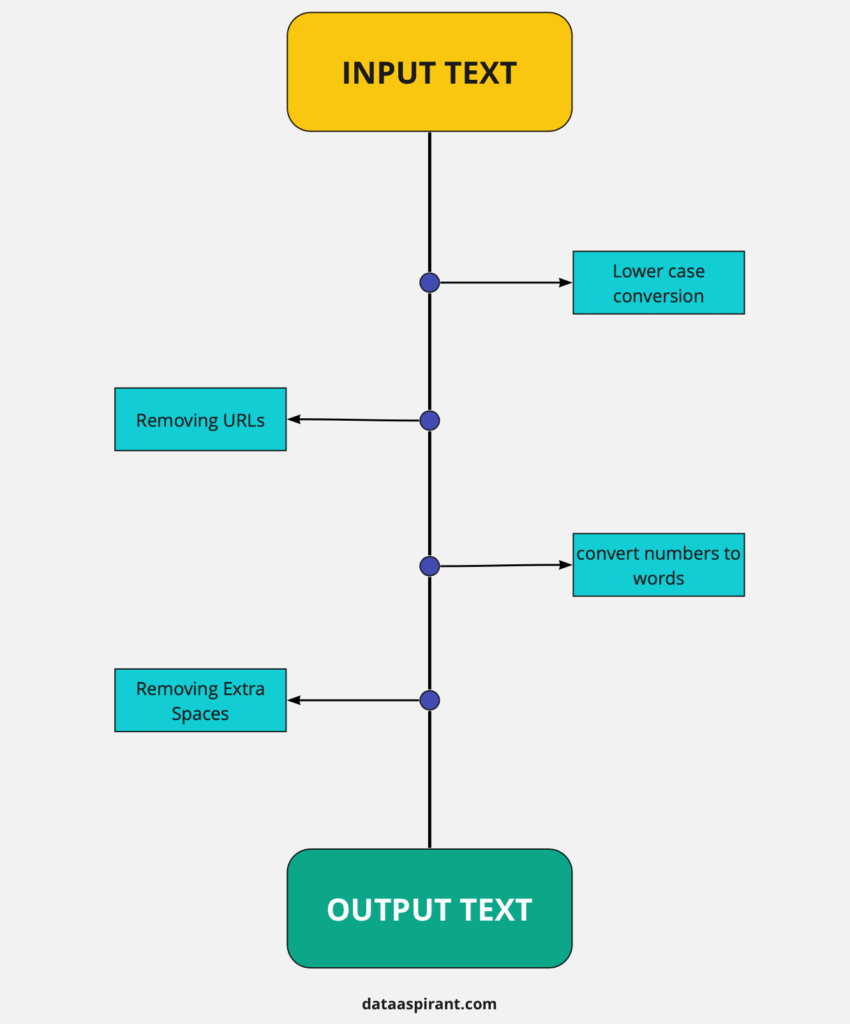 INPUT TEXT
Lower case
conversion
Removing URLs
convert numbers to
words
Removing Extra
Spaces
OUTPUT TEXT
dataaspirant.com